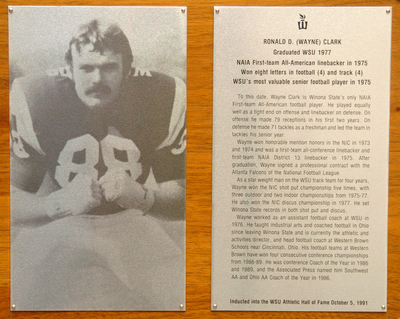 W
RONALD D. (WAYNE) CLARK
Graduated WSU 1977
NAIA First-team All-American linebacker in 1975
Won eight letters in football (4) and track (4)
WSU's most valuable senior football player in 1975
To this date, Wayne Clark is Winona State's only NAIA
First-team All-American football player. He played equally
well as a tight end on offense and linebacker on defense. On
offense he made 79 receptions in his first two years. On
defense he made 71 tackles as a freshman and led the team in
tackles his senior year.
Wayne won honorable mention honors in the NIC in 1973
and 1974 and was a first-team all-conference linebacker and
first-team NAIA District 13 linebacker in 1975. After
graduation, Wayne signed a professional contract with the
Atlanta Falcons of the National Football League.
As a star weight man on the WSU track team for four years,
Wayne won the NIC shot put championship five times, with
three outdoor and two indoor championships from 1975-77.
He also won the NIC discus championship in 1977. He set
Winona State records in both shot put and discus.
Wayne worked as an assistant football coach at WSU in
1976. He taught industrial arts and coached football in Ohio
since leaving Winona State and is currently the athletic and
activities director, and head football coach at Western Brown
Schools near Cincinnati, Ohio. His football teams at Western
Brown have won four consecutive conference championships
from 1986-89. He was conference Coach of the Year in 1986
and 1989, and the Associated Press named him Southwest
AA and Ohio AA Coach of the Year in 1986.
Inducted into the WSU Athletic Hall of Fame October 5, 1991
98